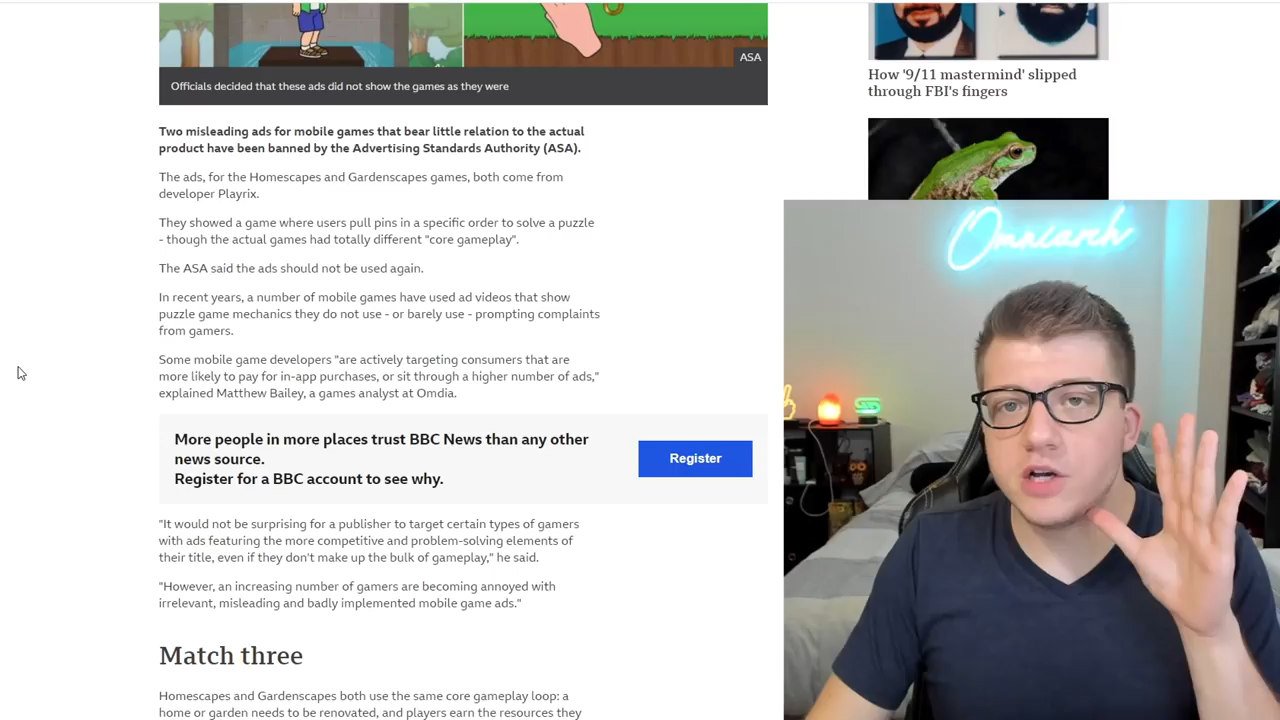 ASA
Officials decided that these ads did not show the games as they were
Two misleading ads for mobile games that bear little relation to the actual
product have been banned by the Advertising Standards Authority (ASA).
The ads, for the Homescapes and Gardenscapes games, both come from
developer Playrix.
They showed a game where users pull pins in a specific order to solve a puzzle
- though the actual games had totally different "core gameplay".
The ASA said the ads should not be used again.
In recent years, a number of mobile games have used ad videos that show
puzzle game mechanics they do not use - or barely use - prompting complaints
from gamers.
Some mobile game developers "are actively targeting consumers that are
more likely to pay for in-app purchases, or sit through a higher number of ads,"
explained Matthew Bailey, a games analyst at Omdia.
More people in more places trust BBC News than any other
news source.
Register for a BBC account to see why.
Register
"It would not be surprising for a publisher to target certain types of gamers
with ads featuring the more competitive and problem-solving elements of
their title, even if they don't make up the bulk of gameplay," he said.
"However, an increasing number of gamers are becoming annoyed with
irrelevant, misleading and badly implemented mobile game ads."
Match three
Homescapes and Gardenscapes both use the same core gameplay loop: a
home or garden needs to be renovated, and players earn the resources they
How '9/11 mastermind' slipped
through FBI's fingers
Omniarch